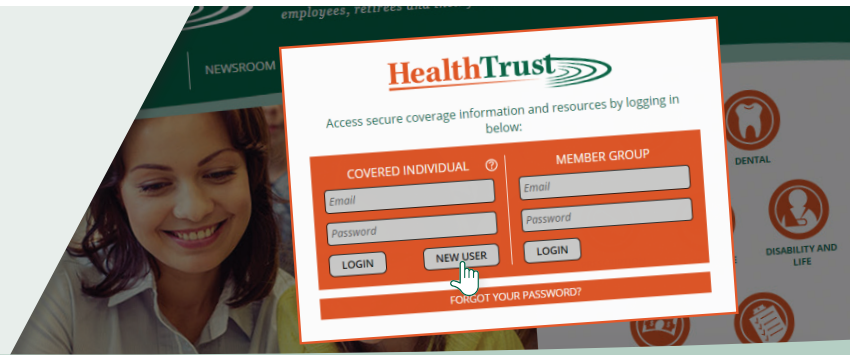 employees, retirees and
NEWSROOM
HealthTrust
Access secure coverage information and resources by logging in
below:
COVERED INDIVIDUAL ?
Email
Password
LOGIN NEW USER
MEMBER GROUP
Email
Password
LOGIN
FORGOT YOUR PASSWORD?
DENTAL
DISABILITY AND
LIFE